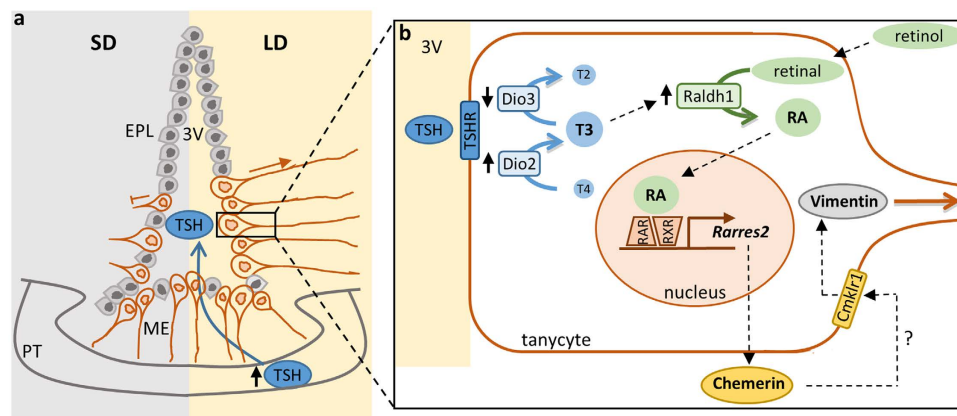 a
SD
LD
EPL
3V
TSH
ME
PT
TSH
b
3V
TSH
TSHR
Dio3
T2
T3
Dio2
T4
Raldh1
retinol
retinal
RA
RA
RAR
RXR
Rarres2
nucleus
tanycyte
Vimentin
Cmklr1
?
Chemerin